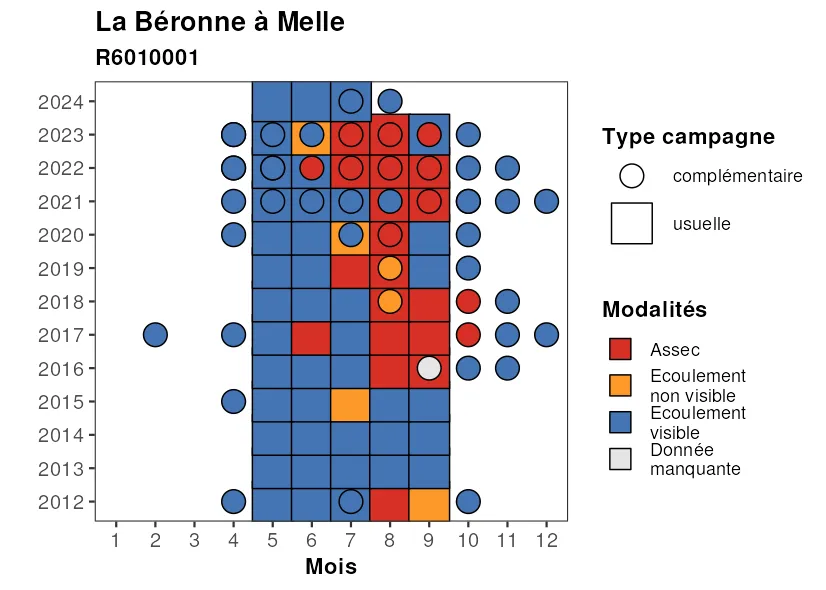 La Béronne à Melle
R6010001
2024
2023
2022
2021
2020
2019
2018
2017
2016
2015
2014
2013
2012
1 2 3 4 5 6 7 8 9 10 11 12
Mois
Type campagne
complémentaire
usuelle
Modalités
Assec
Ecoulement
non visible
Ecoulement
visible
Donnée
manquante